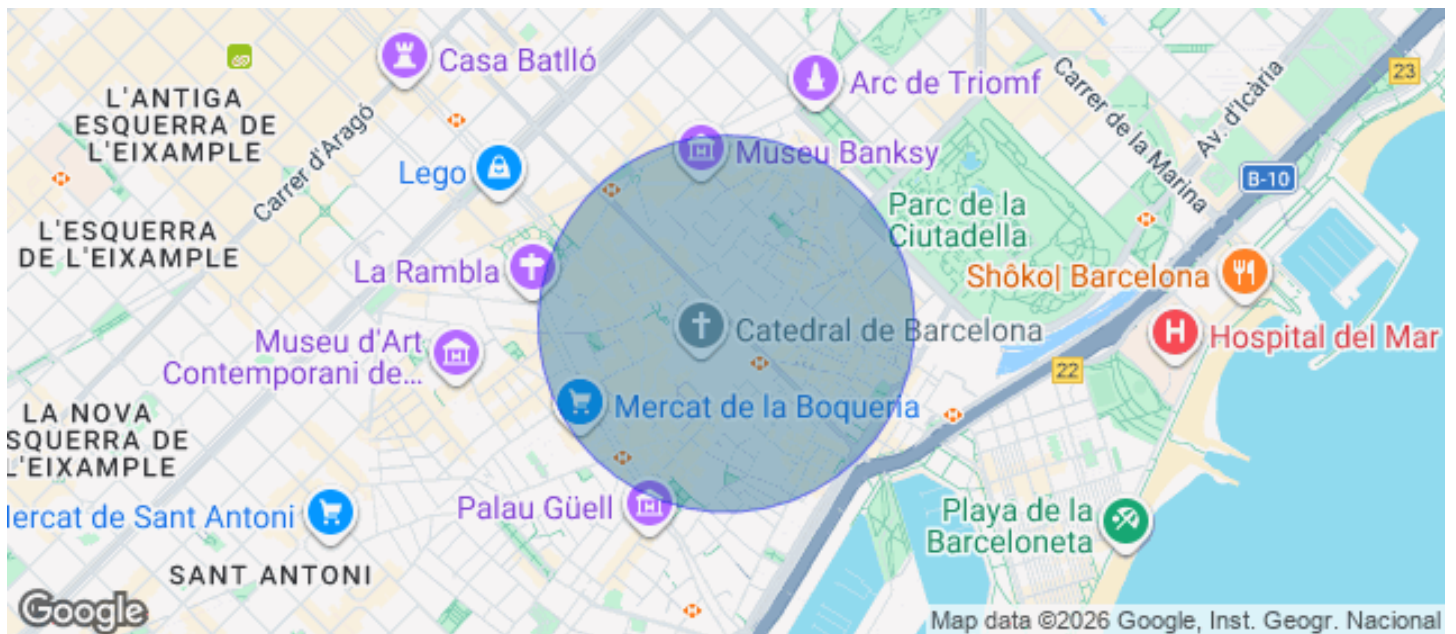 Casa Batlló
Arc de Triomf
23
L'ANTIGA
ESQUERRA DE
L'EIXAMPLE
Carrer d'Aragó
Carrer de la Marina
Av. d'Icària
Museu Banksy
Lego
B-10
Parc de la
Ciutadella
L'ESQUERRA
DE L'EIXAMPLE
La Rambla
Shôko| Barcelona
Catedral de Barcelona
Hospital del Mar
Museu d'Art
Contemporani de...
22
Mercat de la Boqueria
LA NOVA
ESQUERRA DE
L'EIXAMPLE
Palau Güell
Mercat de Sant Antoni
Playa de la
Barceloneta
SANT ANTONI
Google
Map data ©2026 Google, Inst. Geogr. Nacional